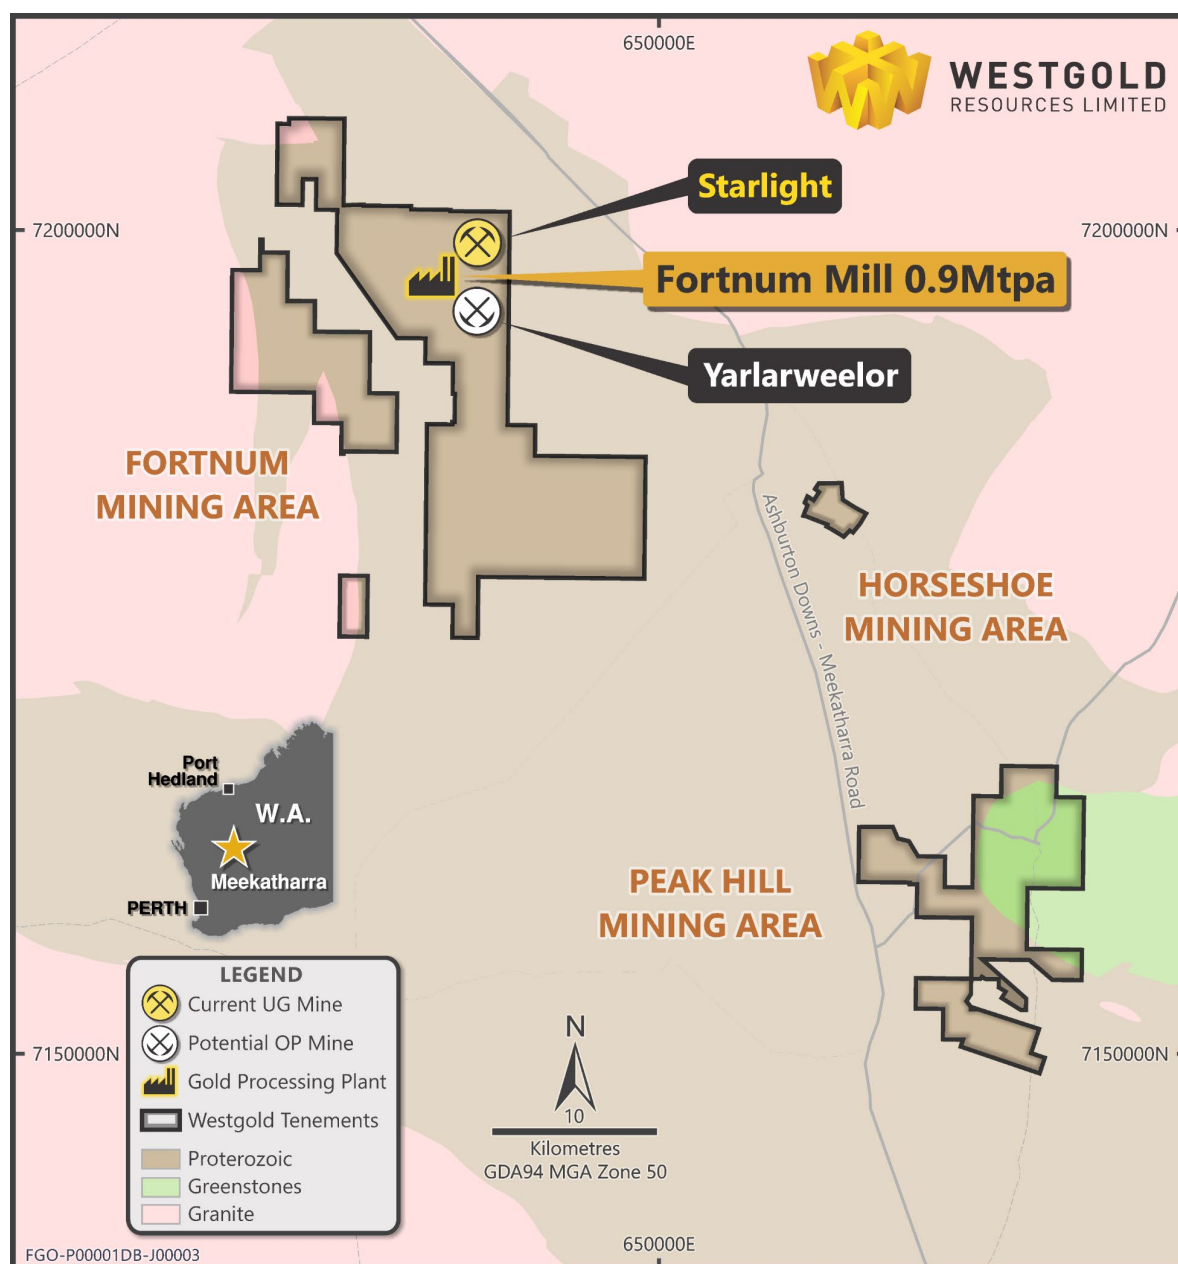 650000E
WESTGOLD
RESOURCES LIMITED
Starlight
7200000N
7200000N
Fortnum Mill 0.9Mtpa
Yarlarweelor
FORTNUM
MINING AREA
Ashburton Downs - Meekatharra Road
HORSESHOE
MINING AREA
Port
Hedland
W.A.
Meekatharra
PERTH
PEAK HILL
MINING AREA
LEGEND
Current UG Mine
Potential OP Mine
Gold Processing Plant
Westgold Tenements
Proterozoic
Greenstones
Granite
N
10
Kilometres
GDA94 MGA Zone 50
7150000N
7150000N
650000E
FGO-P00001DB-J00003